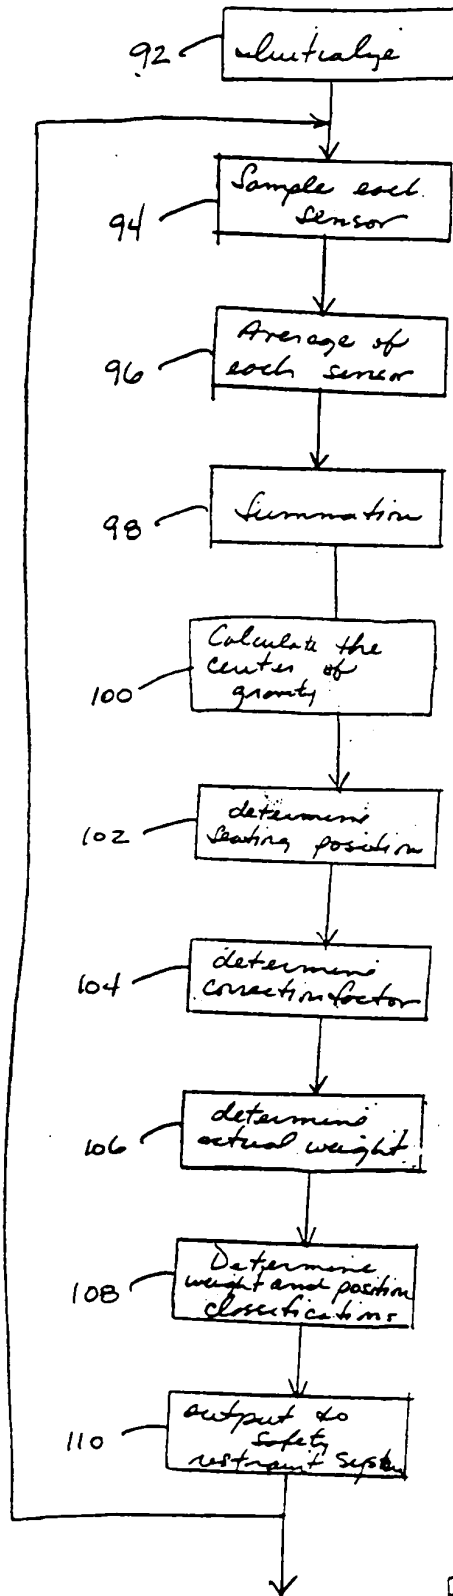 92
Initialize
Sample each
sensor
94
Average of
each sensor
96
Summation
98
Calculate the
center of
gravity
100
determine
seating position
102
determine
correction factor
104
determine
actual weight
106
Determine
weight and position
classifications
108
output to
safety
restraint system
110